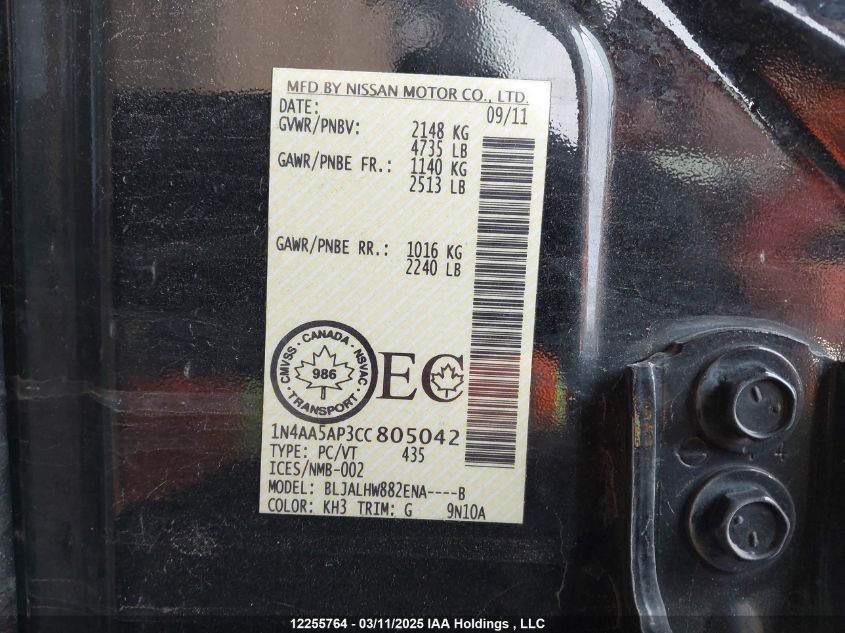 MFD BY NISSAN MOTOR CO., LTD.
DATE: 09/11
GVWR/PNBV: 2148 KG
4735 LB
GAWR/PNBE FR.: 1140 KG
2513 LB
GAWR/PNBE RR.: 1016 KG
2240 LB
CMVSS · CANADA · NSVAC · TRANSPORT ·
986
EC
1N4AA5AP3CC805042
TYPE: PC/VT 435
ICES/NMB-002
MODEL: BLJALHW882ENA----B
COLOR: KH3 TRIM: G 9N10A
4
12255764 - 03/11/2025 IAA Holdings , LLC